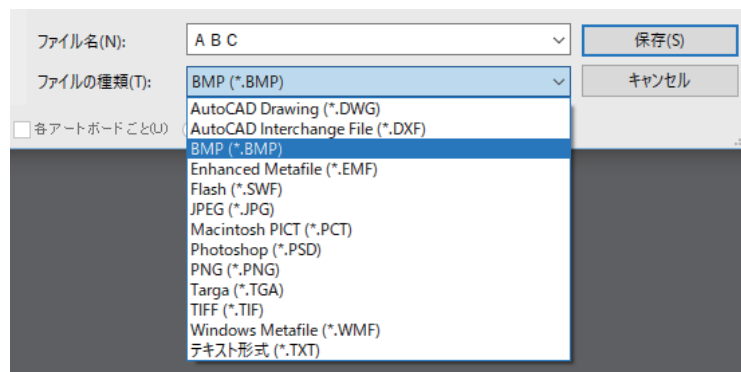 ファイル名(N): ＡＢＣ 保存(S)
ファイルの種類(T): BMP (*.BMP) キャンセル
各アートボードごと(U)
AutoCAD Drawing (*.DWG)
AutoCAD Interchange File (*.DXF)
BMP (*.BMP)
Enhanced Metafile (*.EMF)
Flash (*.SWF)
JPEG (*.JPG)
Macintosh PICT (*.PCT)
Photoshop (*.PSD)
PNG (*.PNG)
Targa (*.TGA)
TIFF (*.TIF)
Windows Metafile (*.WMF)
テキスト形式 (*.TXT)